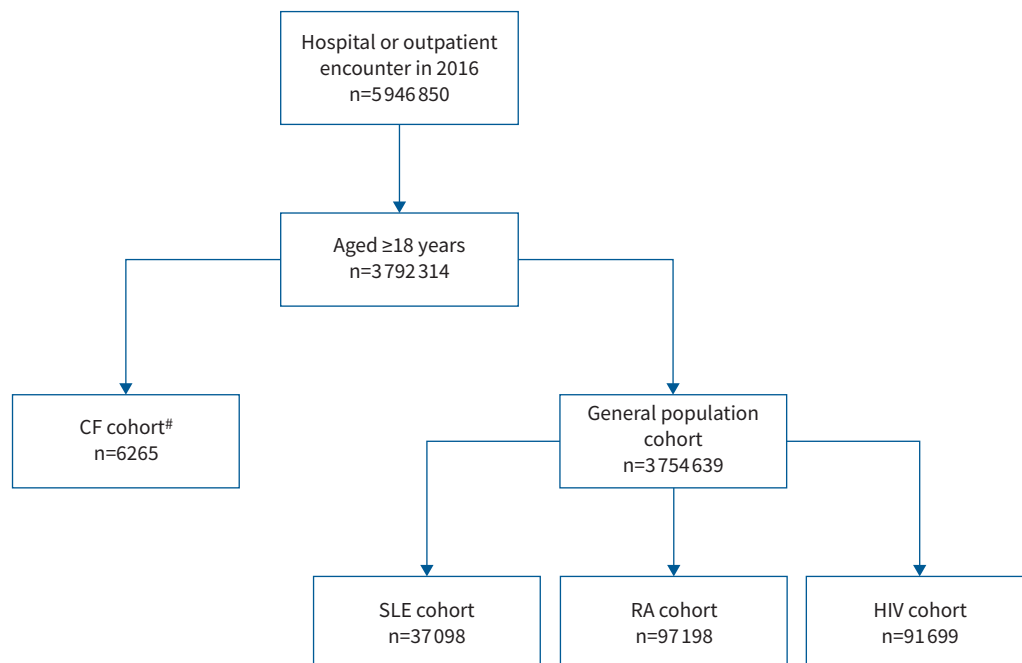 Hospital or outpatient
encounter in 2016
n=5 946 850
Aged ≥18 years
n=3 792 314
CF cohort#
n=6265
General population
cohort
n=3 754 639
SLE cohort
n=37 098
RA cohort
n=97 198
HIV cohort
n=91 699